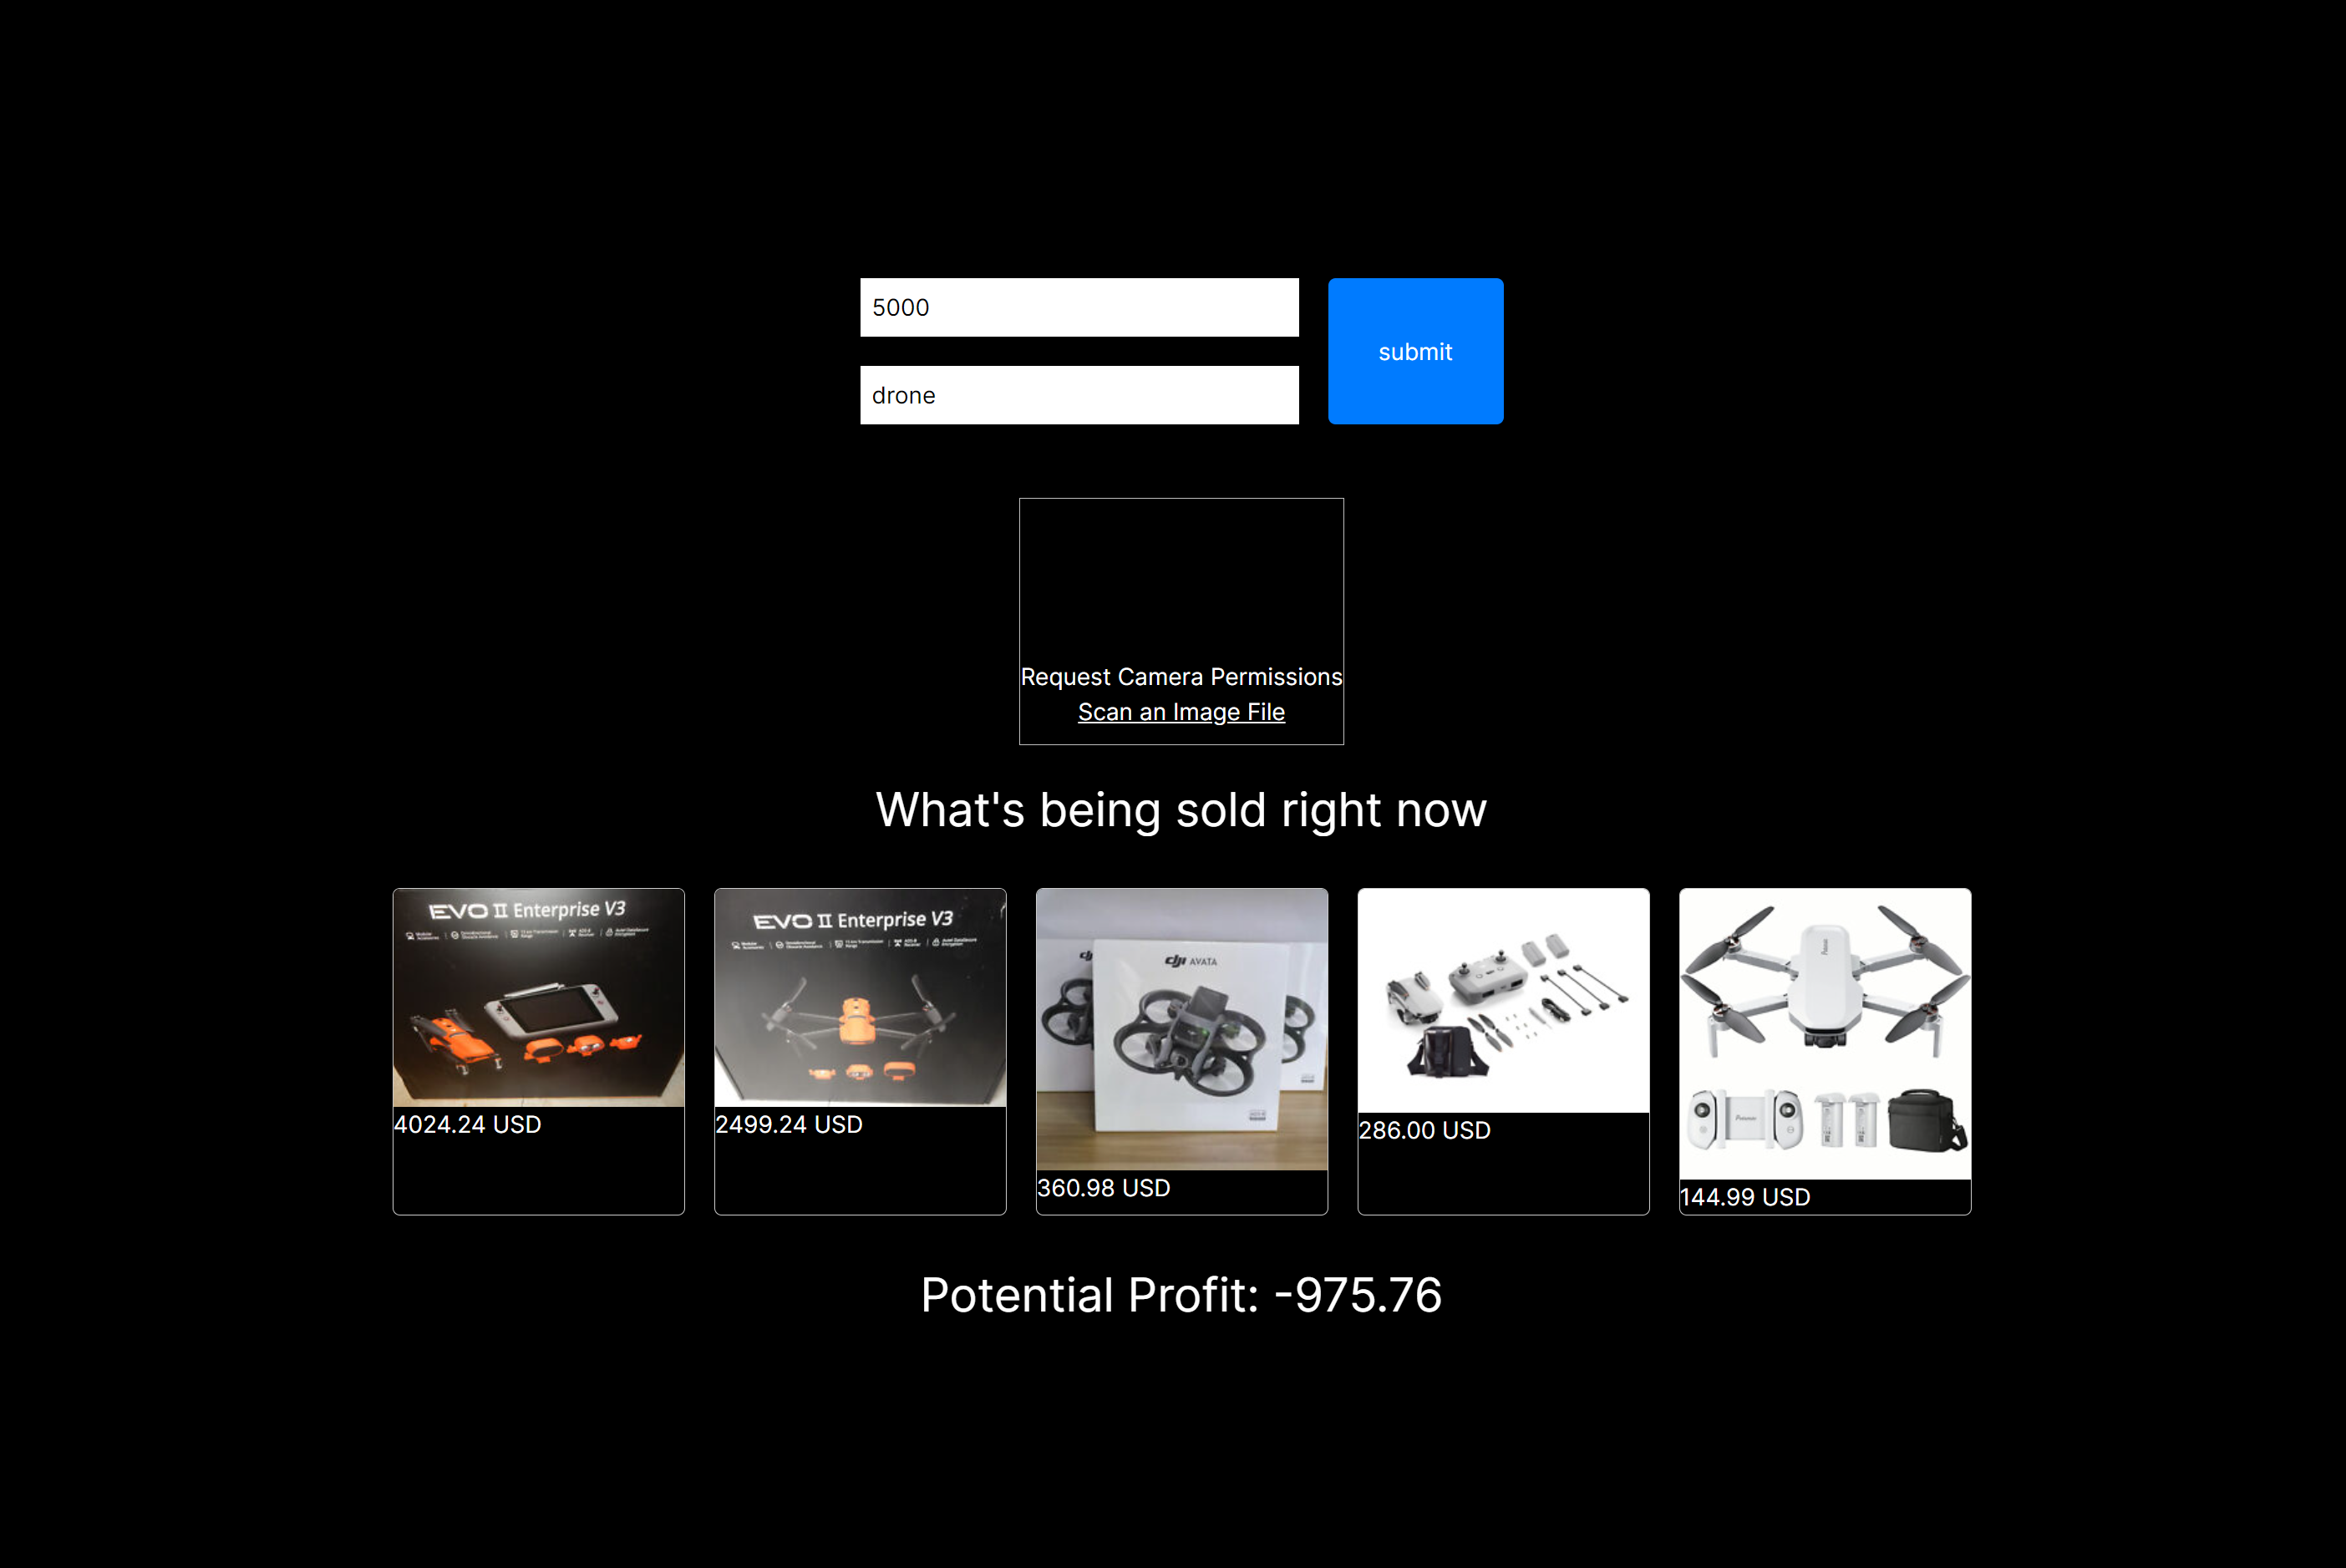 5000
submit
drone
Request Camera Permissions
Scan an Image File
What's being sold right now
EVO II Enterprise V3
EVO II Enterprise V3
dji AVATA
4024.24 USD
2499.24 USD
360.98 USD
286.00 USD
144.99 USD
Potential Profit: -975.76